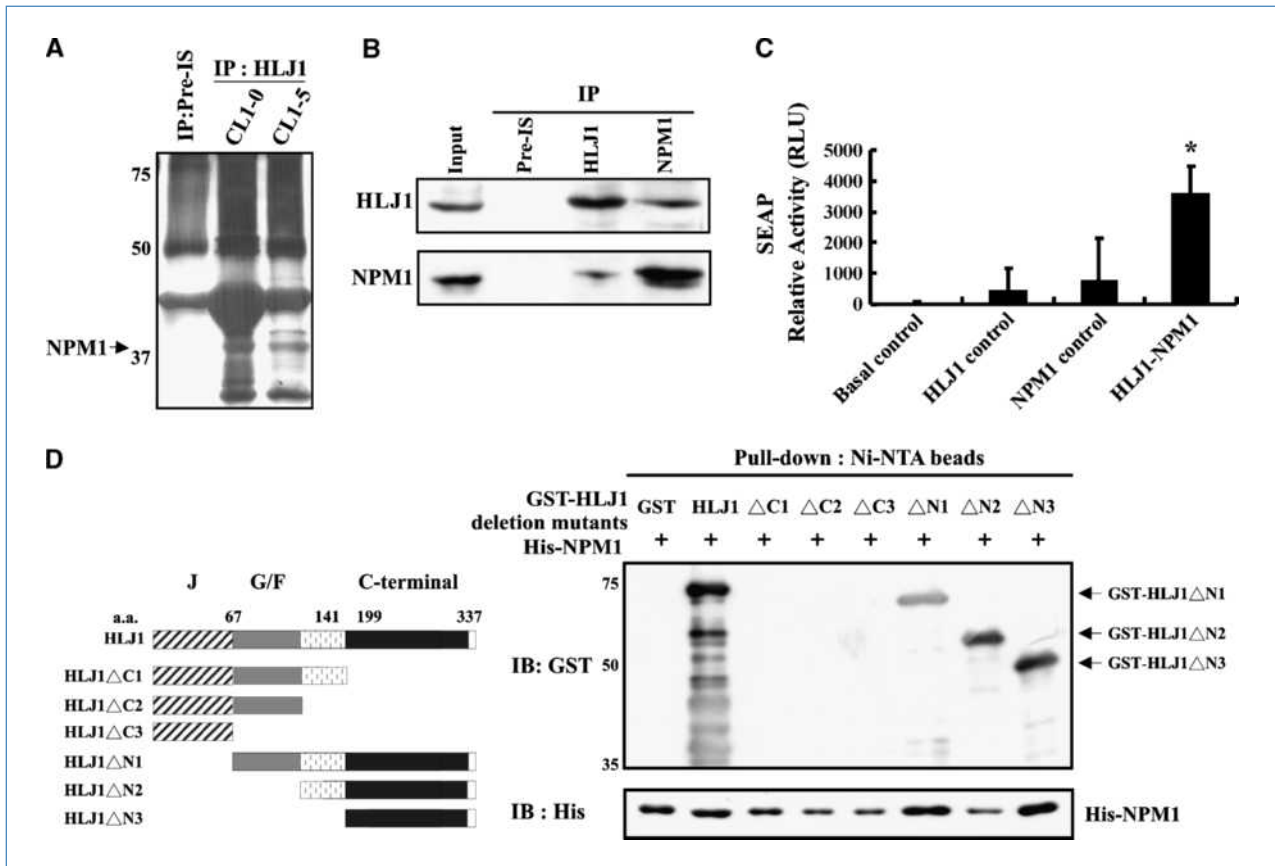 A
IP:Pre-IS
IP : HLJ1
CL1-0
CL1-5
75
50
NPM1
37
B
IP
Input
Pre-IS
HLJ1
NPM1
HLJ1
NPM1
C
SEAP
Relative Activity (RLU)
5000
4000
3000
2000
1000
0
*
Basal control
HLJ1 control
NPM1 control
HLJ1-NPM1
D
J G/F C-terminal
a.a. 67 141 199 337
HLJ1
HLJ1△C1
HLJ1△C2
HLJ1△C3
HLJ1△N1
HLJ1△N2
HLJ1△N3
Pull-down : Ni-NTA beads
GST-HLJ1
deletion mutants
GST HLJ1 △C1 △C2 △C3 △N1 △N2 △N3
His-NPM1 + + + + + + + +
75
50
35
IB: GST
GST-HLJ1△N1
GST-HLJ1△N2
GST-HLJ1△N3
IB : His
His-NPM1